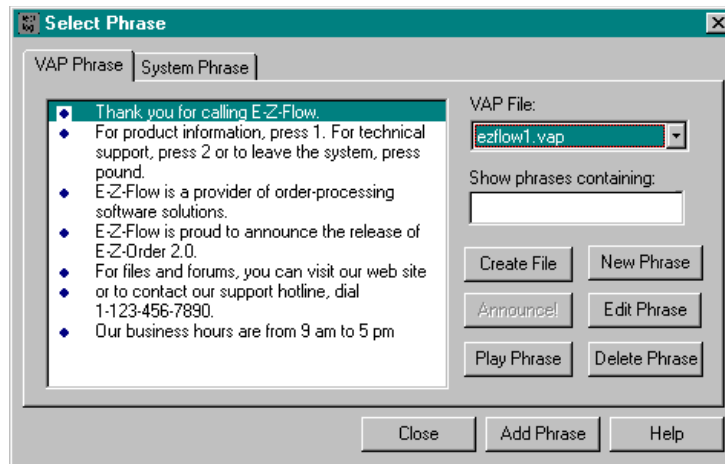 Select Phrase
VAP Phrase
System Phrase
Thank you for calling E-Z-Flow.
For product information, press 1. For technical
support, press 2 or to leave the system, press
pound.
E-Z-Flow is a provider of order-processing
software solutions.
E-Z-Flow is proud to announce the release of
E-Z-Order 2.0.
For files and forums, you can visit our web site
or to contact our support hotline, dial
1-123-456-7890.
Our business hours are from 9 am to 5 pm
VAP File:
ezflow1.vap
Show phrases containing:
Create File
New Phrase
Announce!
Edit Phrase
Play Phrase
Delete Phrase
Close
Add Phrase
Help